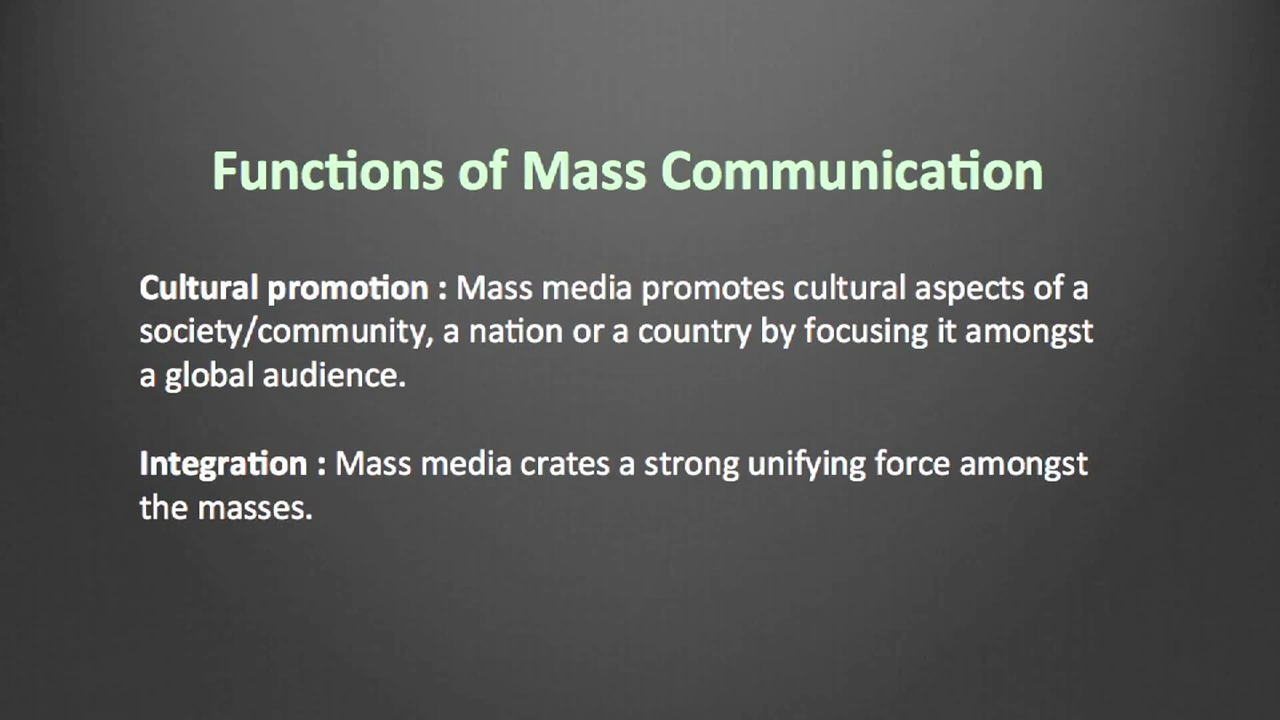 Functions of Mass Communication
Cultural promotion : Mass media promotes cultural aspects of a
society/community, a nation or a country by focusing it amongst
a global audience.
Integration : Mass media crates a strong unifying force amongst
the masses.